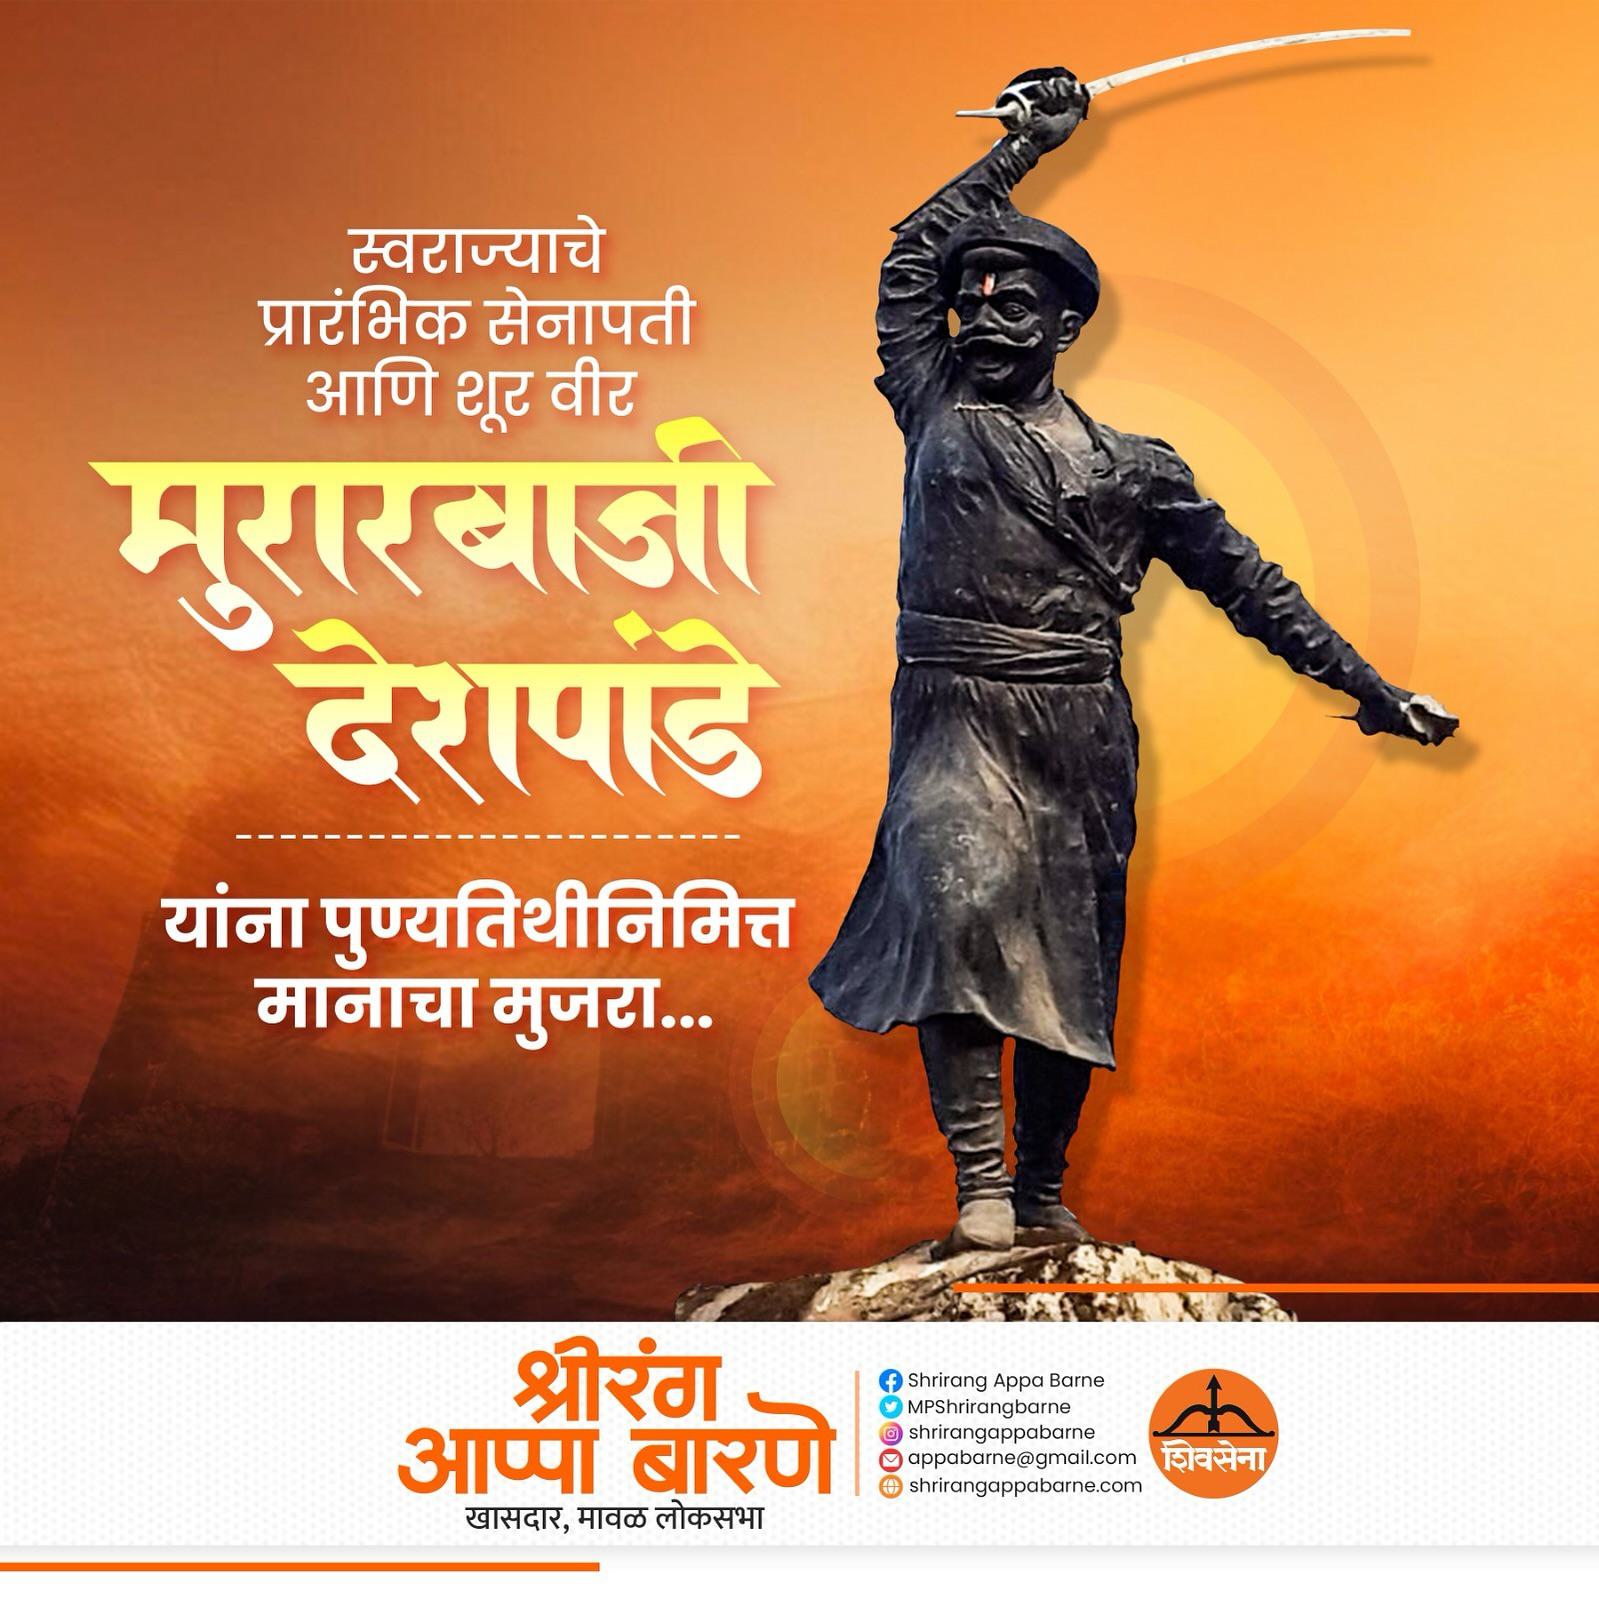 स्वराज्याचे
प्रारंभिक सेनापती
आणि शूर वीर
मुरारबाजी
देशपांडे
यांना पुण्यतिथीनिमित्त
मानाचा मुजरा...
श्रीरंग
आप्पा बारणे
खासदार, मावळ लोकसभा
Shrirang Appa Barne
MPShrirangbarne
shrirangappabarne
appabarne@gmail.com
shrirangappabarne.com
शिवसेना